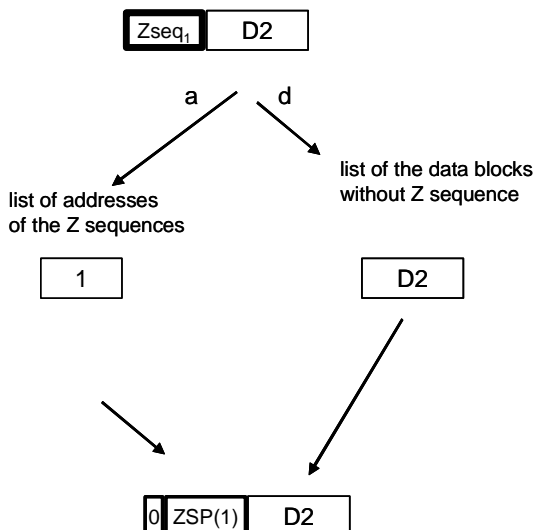 Zseq₁ D2
a d
list of the data blocks
without Z sequence
list of addresses
of the Z sequences
1 D2
0 ZSP(1) D2